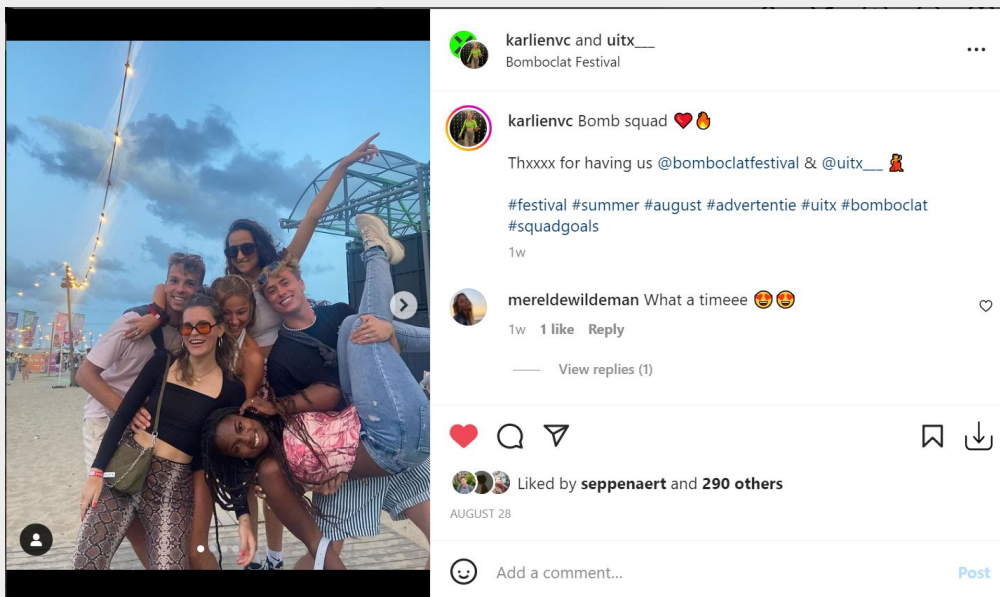 karlienvc and uitx___
Bomboclat Festival
karlienvc Bomb squad ❤️🔥
Thxxxx for having us @bomboclatfestival & @uitx___ 💃
#festival #summer #august #advertentie #uitx #bomboclat
#squadgoals
1w
mereldewildeman What a timeee 😍😍
1w 1 like Reply
View replies (1)
Liked by seppenaert and 290 others
AUGUST 28
Add a comment...
Post